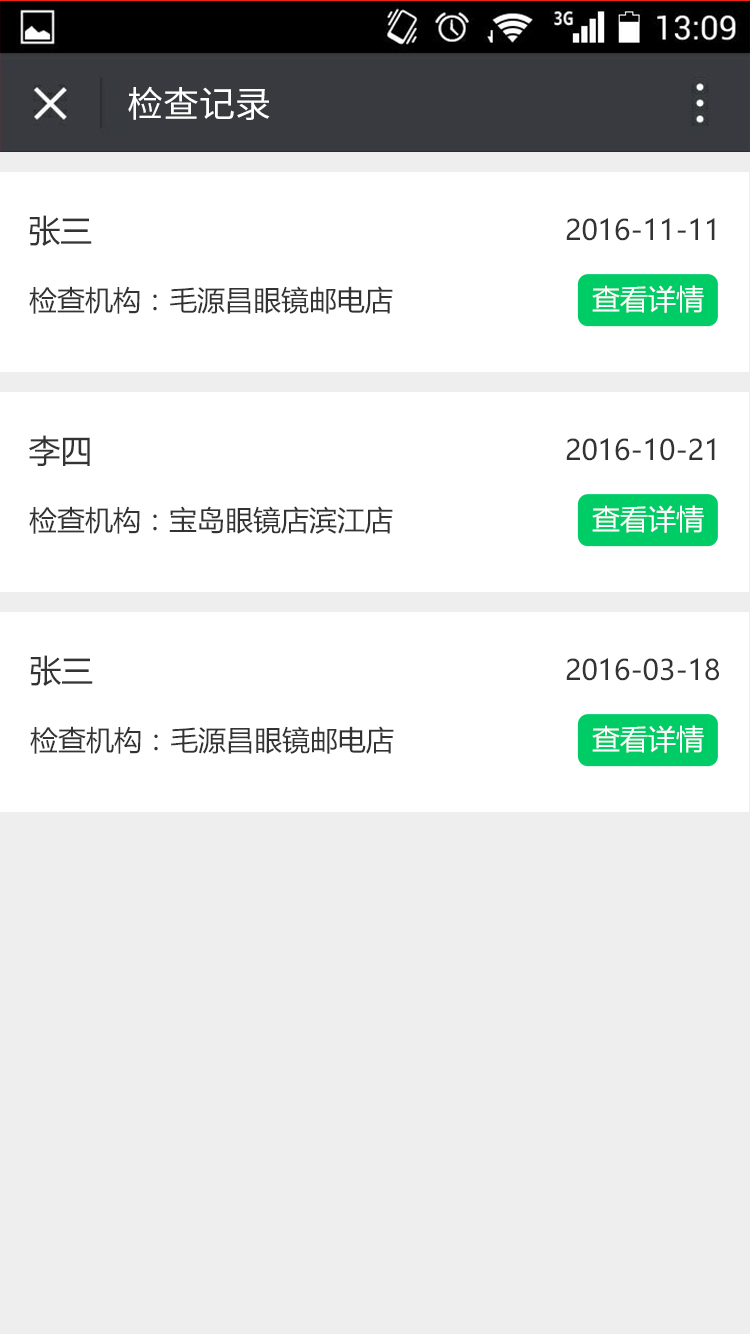 3G 13:09
检查记录
张三 2016-11-11
检查机构：毛源昌眼镜邮电店 查看详情
李四 2016-10-21
检查机构：宝岛眼镜店滨江店 查看详情
张三 2016-03-18
检查机构：毛源昌眼镜邮电店 查看详情